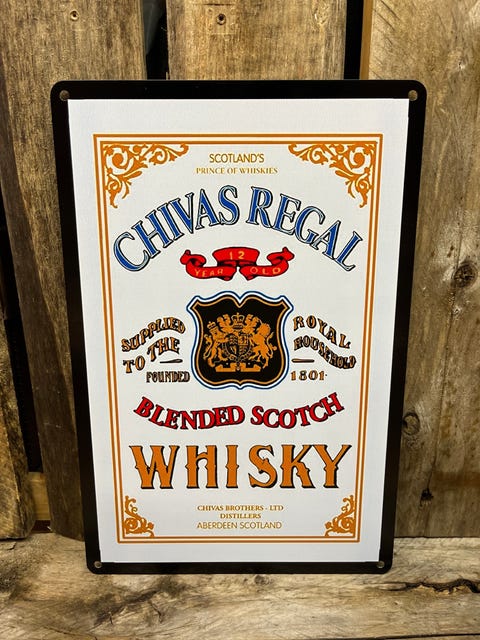 SCOTLAND'S
PRINCE OF WHISKIES
CHIVAS REGAL
12
YEAR OLD
SUPPLIED TO THE
ROYAL HOUSEHOLD
FOUNDED 1801
BLENDED SCOTCH
WHISKY
CHIVAS BROTHERS - LTD
DISTILLERS
ABERDEEN SCOTLAND